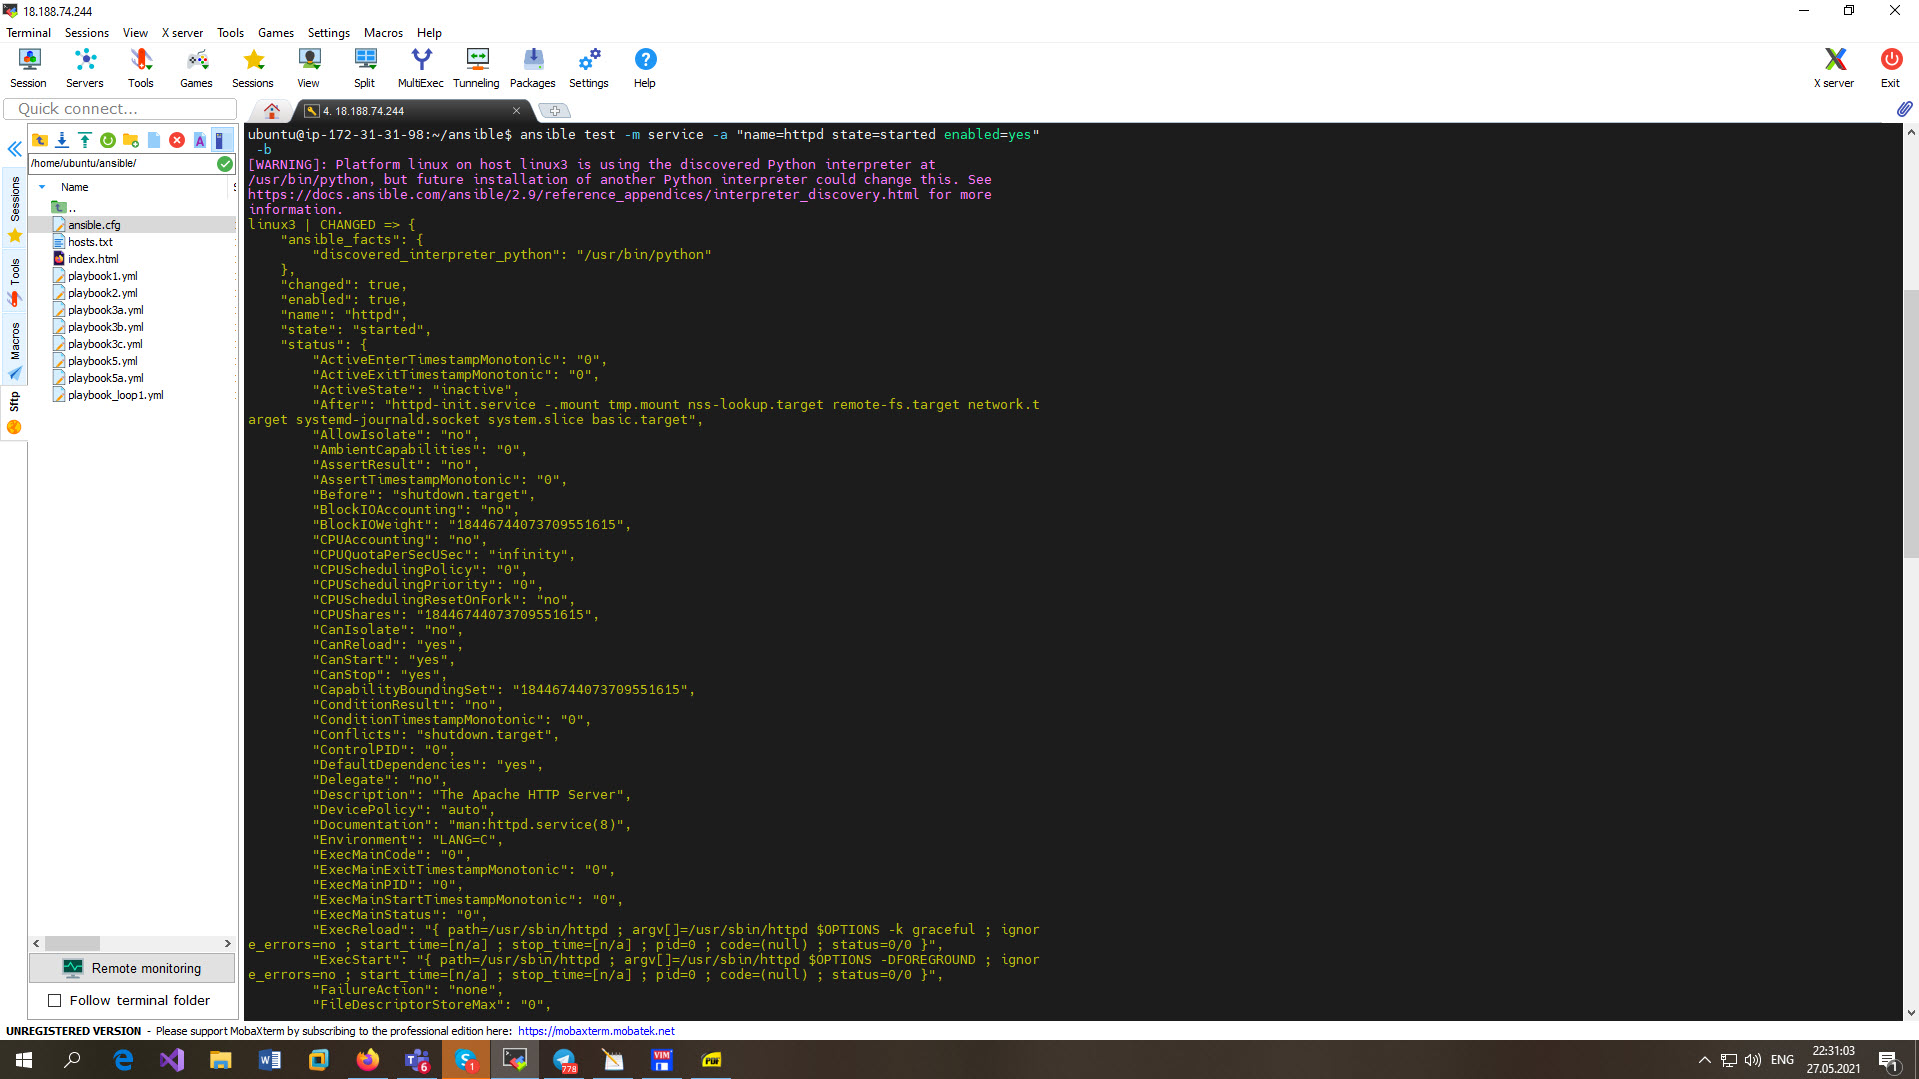 18.188.74.244
Terminal Sessions View X server Tools Games Settings Macros Help
Session Servers Tools Games Sessions View Split MultiExec Tunneling Packages Settings Help X server Exit
Quick connect...
4. 18.188.74.244
/home/ubuntu/ansible/
Name
..
ansible.cfg
hosts.txt
index.html
playbook1.yml
playbook2.yml
playbook3a.yml
playbook3b.yml
playbook3c.yml
playbook5.yml
playbook5a.yml
playbook_loop1.yml
Sessions
Tools
Macros
Sftp
Remote monitoring
Follow terminal folder
ubuntu@ip-172-31-31-98:~/ansible$ ansible test -m service -a "name=httpd state=started enabled=yes"
-b
[WARNING]: Platform linux on host linux3 is using the discovered Python interpreter at
/usr/bin/python, but future installation of another Python interpreter could change this. See
https://docs.ansible.com/ansible/2.9/reference_appendices/interpreter_discovery.html for more
information.
linux3 | CHANGED => {
"ansible_facts": {
"discovered_interpreter_python": "/usr/bin/python"
},
"changed": true,
"enabled": true,
"name": "httpd",
"state": "started",
"status": {
"ActiveEnterTimestampMonotonic": "0",
"ActiveExitTimestampMonotonic": "0",
"ActiveState": "inactive",
"After": "httpd-init.service -.mount tmp.mount nss-lookup.target remote-fs.target network.t
arget systemd-journald.socket system.slice basic.target",
"AllowIsolate": "no",
"AmbientCapabilities": "0",
"AssertResult": "no",
"AssertTimestampMonotonic": "0",
"Before": "shutdown.target",
"BlockIOAccounting": "no",
"BlockIOWeight": "18446744073709551615",
"CPUAccounting": "no",
"CPUQuotaPerSecUSec": "infinity",
"CPUSchedulingPolicy": "0",
"CPUSchedulingPriority": "0",
"CPUSchedulingResetOnFork": "no",
"CPUShares": "18446744073709551615",
"CanIsolate": "no",
"CanReload": "yes",
"CanStart": "yes",
"CanStop": "yes",
"CapabilityBoundingSet": "18446744073709551615",
"ConditionResult": "no",
"ConditionTimestampMonotonic": "0",
"Conflicts": "shutdown.target",
"ControlPID": "0",
"DefaultDependencies": "yes",
"Delegate": "no",
"Description": "The Apache HTTP Server",
"DevicePolicy": "auto",
"Documentation": "man:httpd.service(8)",
"Environment": "LANG=C",
"ExecMainCode": "0",
"ExecMainExitTimestampMonotonic": "0",
"ExecMainPID": "0",
"ExecMainStartTimestampMonotonic": "0",
"ExecMainStatus": "0",
"ExecReload": "{ path=/usr/sbin/httpd ; argv[]=/usr/sbin/httpd $OPTIONS -k graceful ; ignor
e_errors=no ; start_time=[n/a] ; stop_time=[n/a] ; pid=0 ; code=(null) ; status=0/0 }",
"ExecStart": "{ path=/usr/sbin/httpd ; argv[]=/usr/sbin/httpd $OPTIONS -DFOREGROUND ; ignor
e_errors=no ; start_time=[n/a] ; stop_time=[n/a] ; pid=0 ; code=(null) ; status=0/0 }",
"FailureAction": "none",
"FileDescriptorStoreMax": "0",
UNREGISTERED VERSION - Please support MobaXterm by subscribing to the professional edition here: https://mobaxterm.mobatek.net
6 1 778 VIM PDF ENG
22:31:03
27.05.2021
1